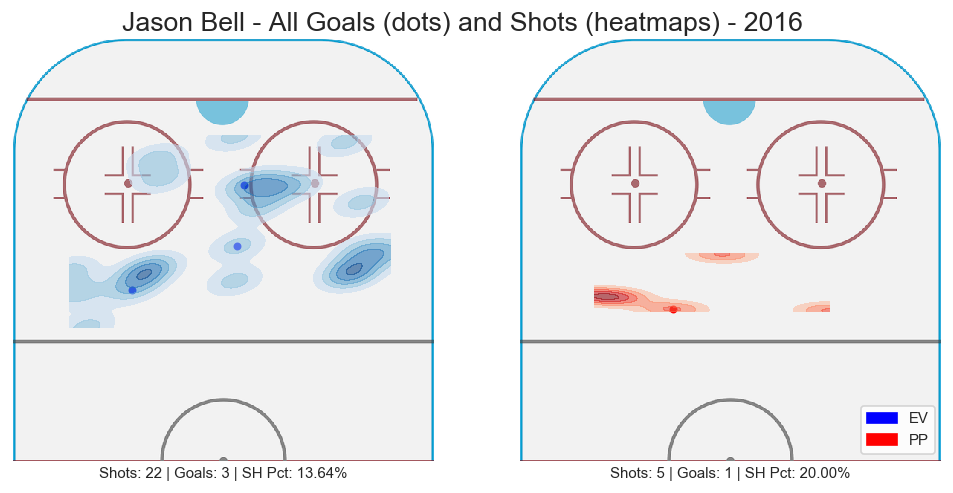 Jason Bell - All Goals (dots) and Shots (heatmaps) - 2016
EV
PP
Shots: 22 | Goals: 3 | SH Pct: 13.64%
Shots: 5 | Goals: 1 | SH Pct: 20.00%